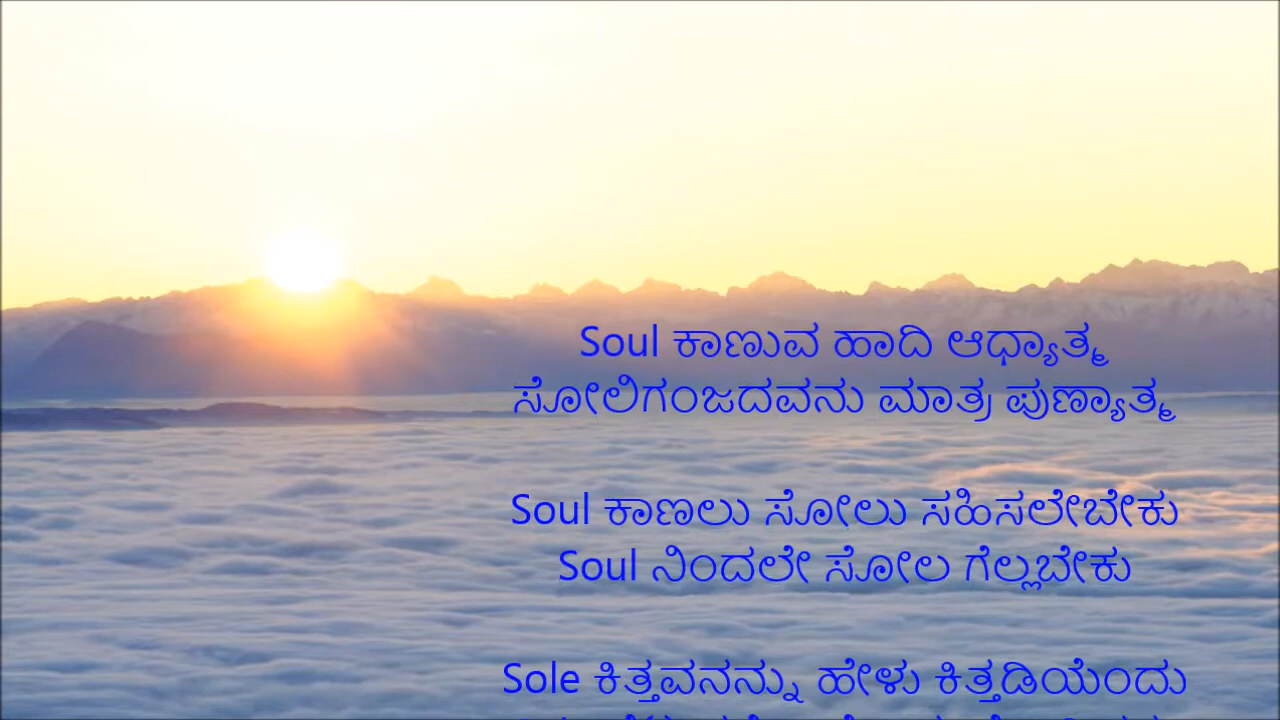 Soul ಕಾಣುವ ಹಾದಿ ಆಧ್ಯಾತ್ಮ
ಸೋಲಿಗಂಜದವನು ಮಾತ್ರ ಪುಣ್ಯಾತ್ಮ
Soul ಕಾಣಲು ಸೋಲು ಸಹಿಸಲೇಬೇಕು
Soul ನಿಂದಲೇ ಸೋಲ ಗೆಲ್ಲಬೇಕು
Sole ಕಿತ್ತವನನ್ನು ಹೇಳು ಕಿತ್ತಡಿಯೆಂದು